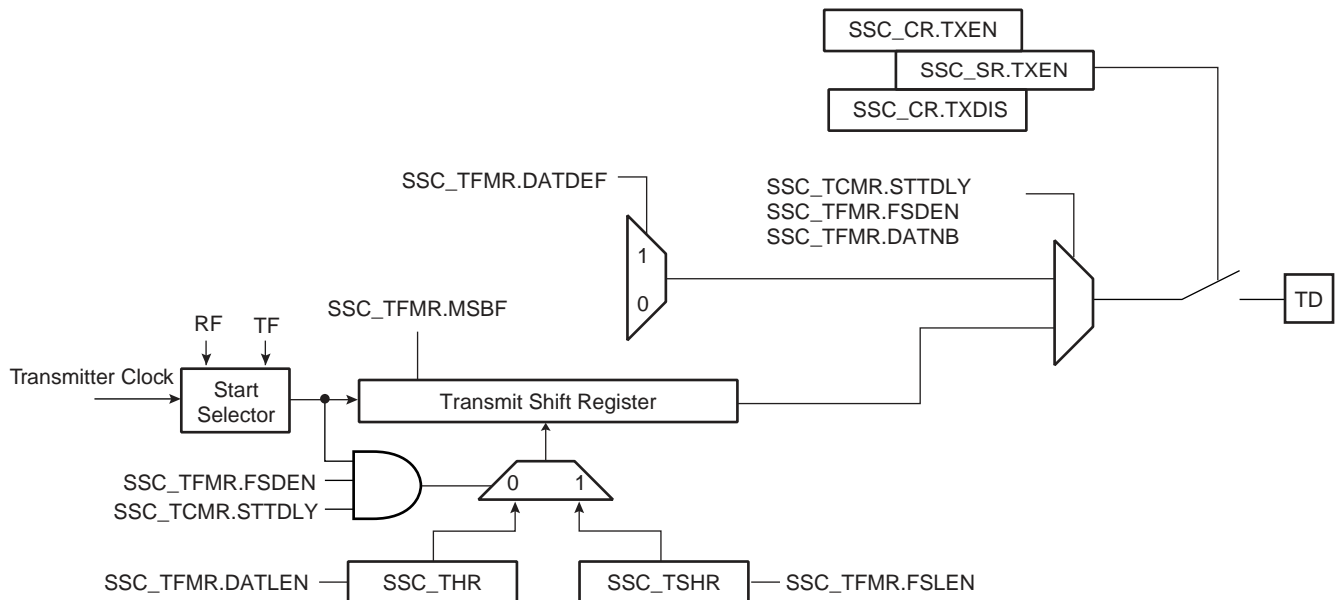 SSC_CR.TXEN
SSC_SR.TXEN
SSC_CR.TXDIS
SSC_TFMR.DATDEF
SSC_TCMR.STTDLY
SSC_TFMR.FSDEN
SSC_TFMR.DATNB
1
0
TD
SSC_TFMR.MSBF
RF TF
Transmitter Clock
Start
Selector
Transmit Shift Register
SSC_TFMR.FSDEN
SSC_TCMR.STTDLY
0 1
SSC_TFMR.DATLEN
SSC_THR
SSC_TSHR
SSC_TFMR.FSLEN